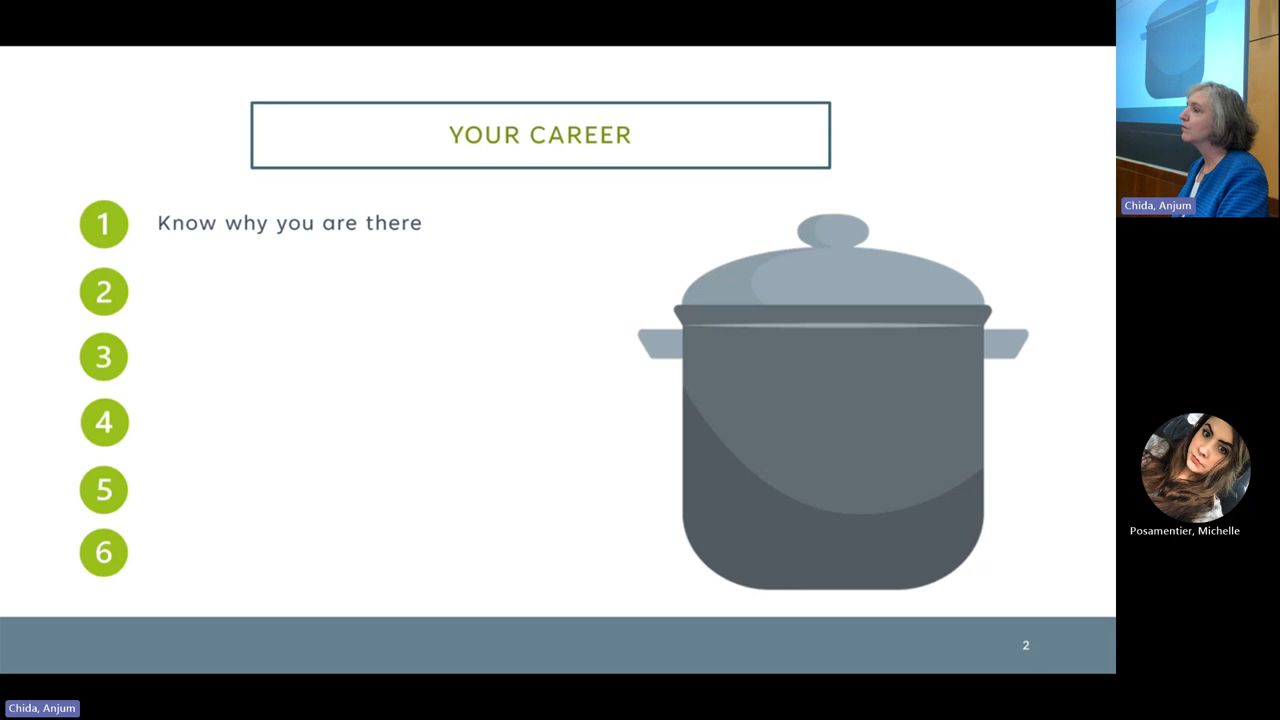 YOUR CAREER
1 Know why you are there
2
3
4
5
6
2
Chida, Anjum
Posamentier, Michelle
Chida, Anjum